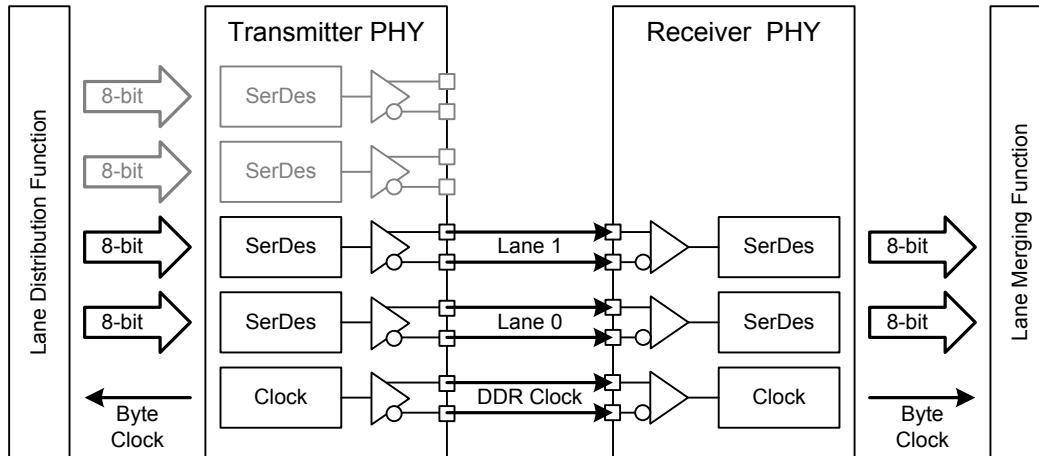 Lane Distribution Function
Transmitter PHY
Receiver PHY
Lane Merging Function
8-bit
SerDes
8-bit
SerDes
8-bit
SerDes
Lane 1
SerDes
8-bit
8-bit
SerDes
Lane 0
SerDes
8-bit
Byte
Clock
Clock
DDR Clock
Clock
Byte
Clock